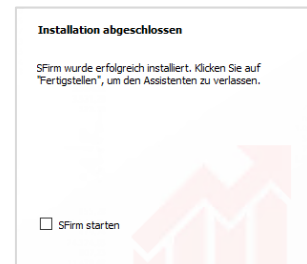 Installation abgeschlossen
SFirm wurde erfolgreich installiert. Klicken Sie auf
"Fertigstellen", um den Assistenten zu verlassen.
SFirm starten